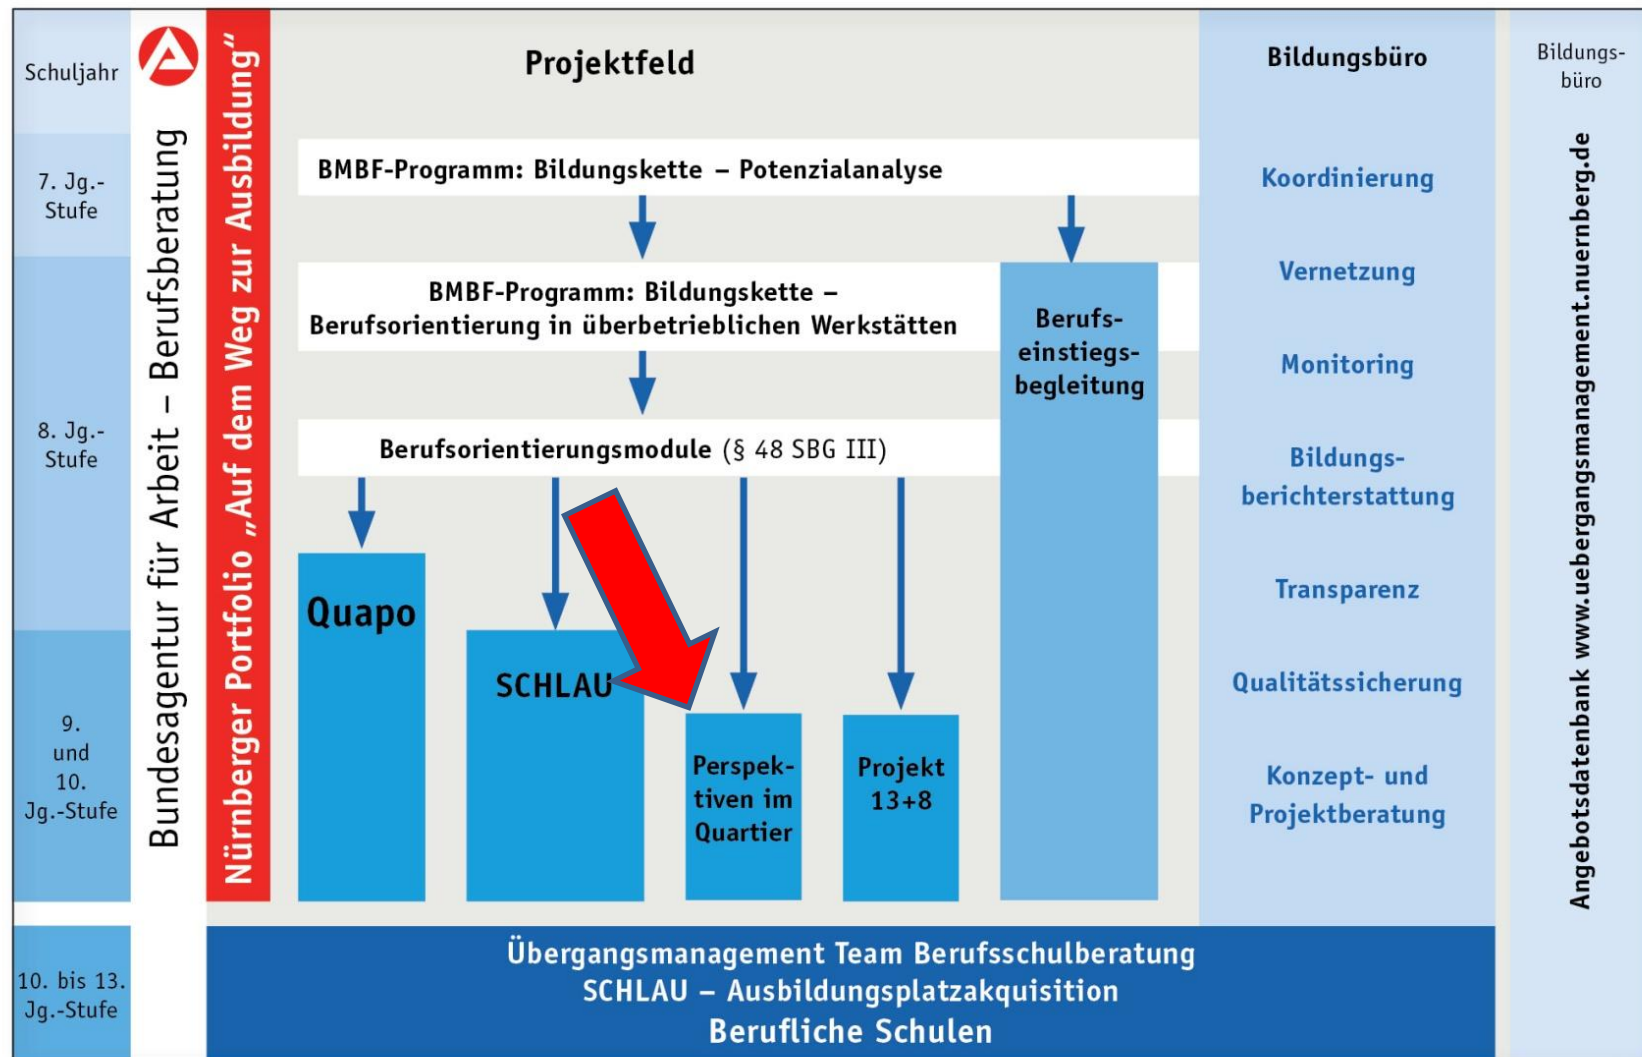 Schuljahr
7. Jg.-
Stufe
8. Jg.-
Stufe
9.
und
10.
Jg.-Stufe
10. bis 13.
Jg.-Stufe
Bundesagentur für Arbeit – Berufsberatung
Nürnberger Portfolio „Auf dem Weg zur Ausbildung“
Projektfeld
BMBF-Programm: Bildungskette – Potenzialanalyse
BMBF-Programm: Bildungskette –
Berufsorientierung in überbetrieblichen Werkstätten
Berufsorientierungsmodule (§ 48 SBG III)
Quapo
SCHLAU
Perspek-
tiven im
Quartier
Projekt
13+8
Berufs-
einstiegs-
begleitung
Übergangsmanagement Team Berufsschulberatung
SCHLAU – Ausbildungsplatzakquisition
Berufliche Schulen
Bildungsbüro
Koordinierung
Vernetzung
Monitoring
Bildungs-
berichterstattung
Transparenz
Qualitätssicherung
Konzept- und
Projektberatung
Bildungs-
büro
Angebotsdatenbank www.uebergangsmanagement.nuernberg.de